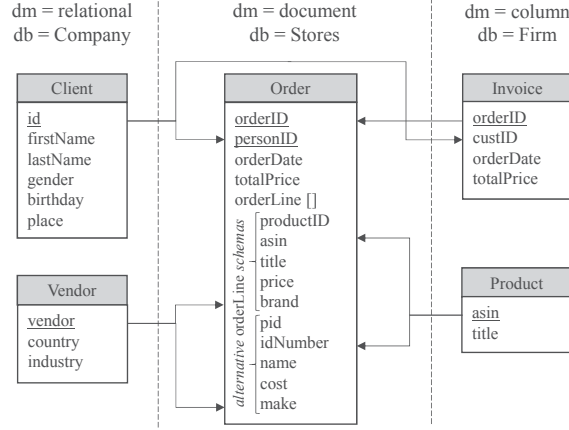 dm = relational
db = Company
dm = document
db = Stores
dm = column
db = Firm
Client
id
firstName
lastName
gender
birthday
place
Vendor
vendor
country
industry
Order
orderID
personID
orderDate
totalPrice
orderLine []
alternative orderLine schemas
productID
asin
title
price
brand
pid
idNumber
name
cost
make
Invoice
orderID
custID
orderDate
totalPrice
Product
asin
title